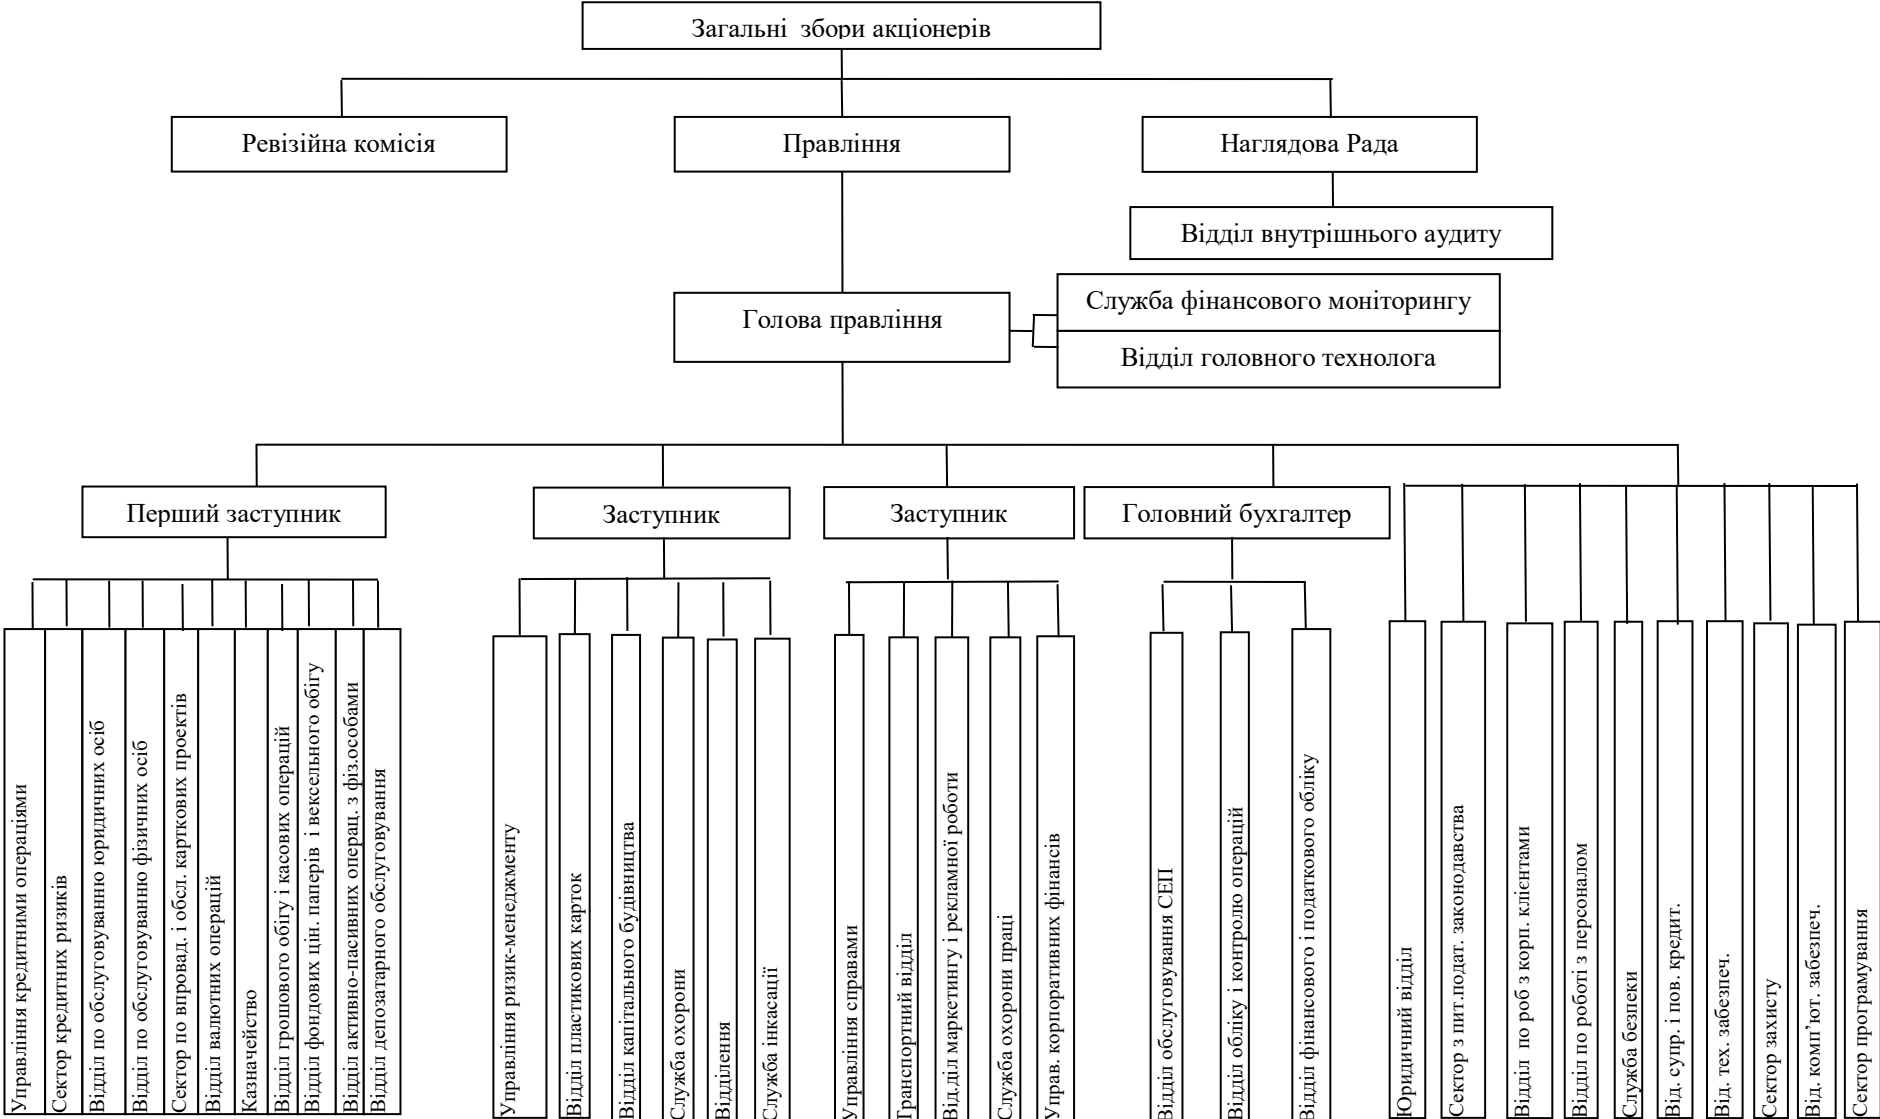 Загальні збори акціонерів
Ревізійна комісія
Правління
Наглядова Рада
Відділ внутрішнього аудиту
Служба фінансового моніторингу
Голова правління
Відділ головного технолога
Перший заступник
Заступник
Заступник
Головний бухгалтер
Управління кредитними операціями
Сектор кредитних ризиків
Відділ по обслуговуванню юридичних осіб
Відділ по обслуговуванню фізичних осіб
Сектор по впровад. і обсл. карткових проектів
Відділ валютних операцій
Казначейство
Відділ грошового обігу і касових операцій
Відділ фондових цін. паперів і вексельного обігу
Відділ активно-пасивних операц. з фіз.особами
Відділ депозатарного обслуговування
Управління ризик-менеджменту
Відділ пластикових карток
Відділ капітального будівництва
Служба охорони
Відділення
Служба інкасації
Управління справами
Транспортний відділ
Від.діл маркетингу і рекламної роботи
Служба охорони праці
Управ. корпоративних фінансів
Відділ обслуговування СЕП
Відділ обліку і контролю операцій
Відділ фінансового і податкового обліку
Юридичний відділ
Сектор з пит.подат. законодавства
Відділ по роб з корп. клієнтами
Відділ по роботі з персоналом
Служба безпеки
Від. супр. і пов. кредит.
Від. тех. забезпеч.
Сектор захисту
Від. комп’ют. забезпеч.
Сектор програмування